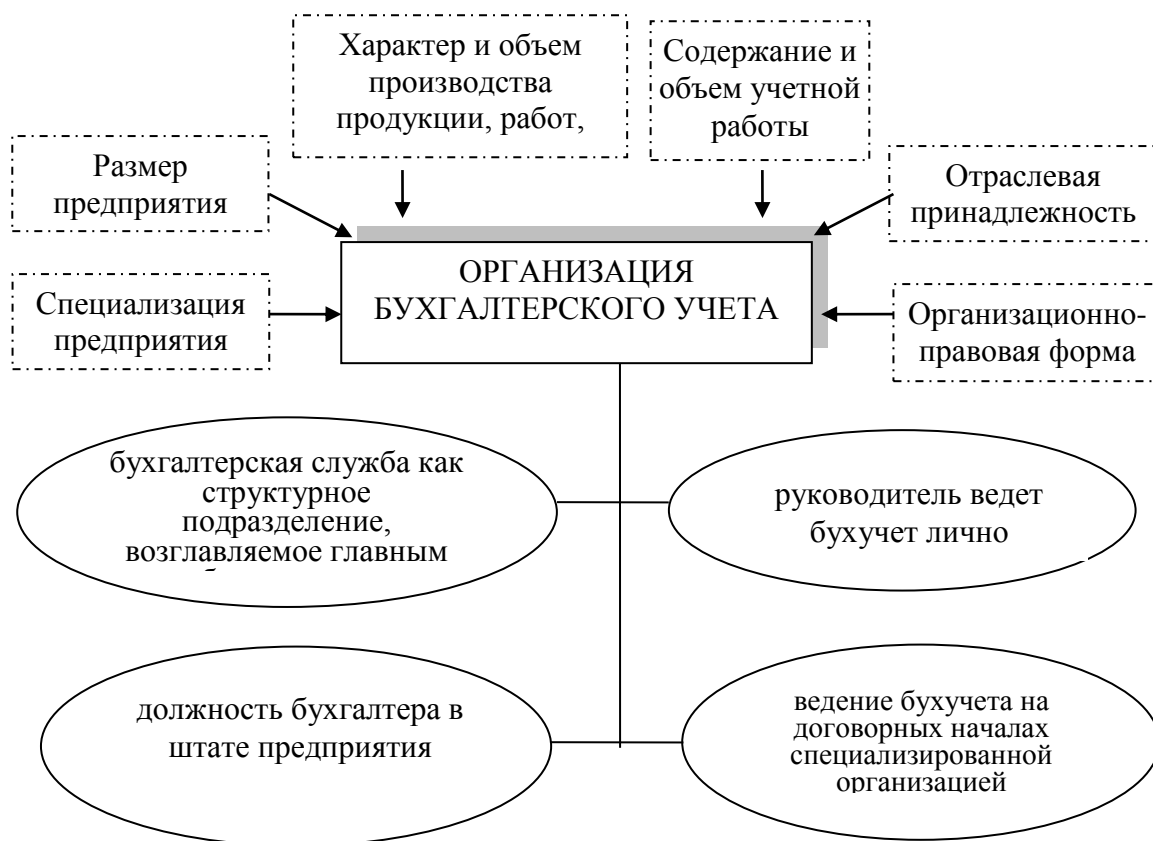 Характер и объем
производства
продукции, работ,
Содержание и
объем учетной
работы
Размер
предприятия
Отраслевая
принадлежность
ОРГАНИЗАЦИЯ
БУХГАЛТЕРСКОГО УЧЕТА
Специализация
предприятия
Организационно-
правовая форма
бухгалтерская служба как
структурное
подразделение,
возглавляемое главным
руководитель ведет
бухучет лично
должность бухгалтера в
штате предприятия
ведение бухучета на
договорных началах
специализированной
организацией